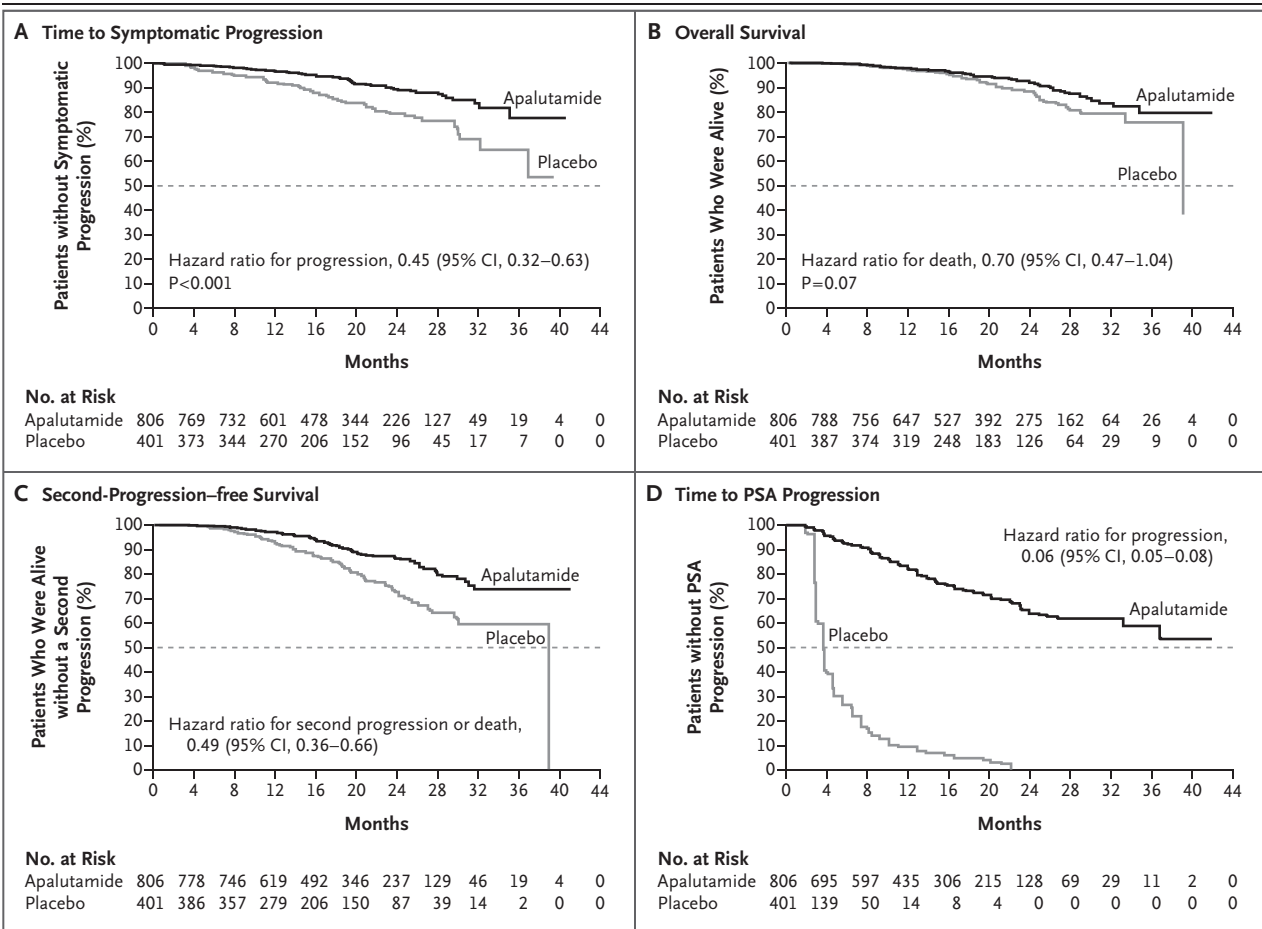 A Time to Symptomatic Progression
Patients without Symptomatic
Progression (%)
100
90
80
70
60
50
40
30
20
10
0
Apalutamide
Placebo
Hazard ratio for progression, 0.45 (95% CI, 0.32–0.63)
P<0.001
0 4 8 12 16 20 24 28 32 36 40 44
Months
No. at Risk
Apalutamide 806 769 732 601 478 344 226 127 49 19 4 0
Placebo 401 373 344 270 206 152 96 45 17 7 0 0
B Overall Survival
Patients Who Were Alive (%)
100
90
80
70
60
50
40
30
20
10
0
Apalutamide
Placebo
Hazard ratio for death, 0.70 (95% CI, 0.47–1.04)
P=0.07
0 4 8 12 16 20 24 28 32 36 40 44
Months
No. at Risk
Apalutamide 806 788 756 647 527 392 275 162 64 26 4 0
Placebo 401 387 374 319 248 183 126 64 29 9 0 0
C Second-Progression–free Survival
Patients Who Were Alive
without a Second
Progression (%)
100
90
80
70
60
50
40
30
20
10
0
Apalutamide
Placebo
Hazard ratio for second progression or death,
0.49 (95% CI, 0.36–0.66)
0 4 8 12 16 20 24 28 32 36 40 44
Months
No. at Risk
Apalutamide 806 778 746 619 492 346 237 129 46 19 4 0
Placebo 401 386 357 279 206 150 87 39 14 2 0 0
D Time to PSA Progression
Patients without PSA
Progression (%)
100
90
80
70
60
50
40
30
20
10
0
Hazard ratio for progression,
0.06 (95% CI, 0.05–0.08)
Apalutamide
Placebo
0 4 8 12 16 20 24 28 32 36 40 44
Months
No. at Risk
Apalutamide 806 695 597 435 306 215 128 69 29 11 2 0
Placebo 401 139 50 14 8 4 0 0 0 0 0 0